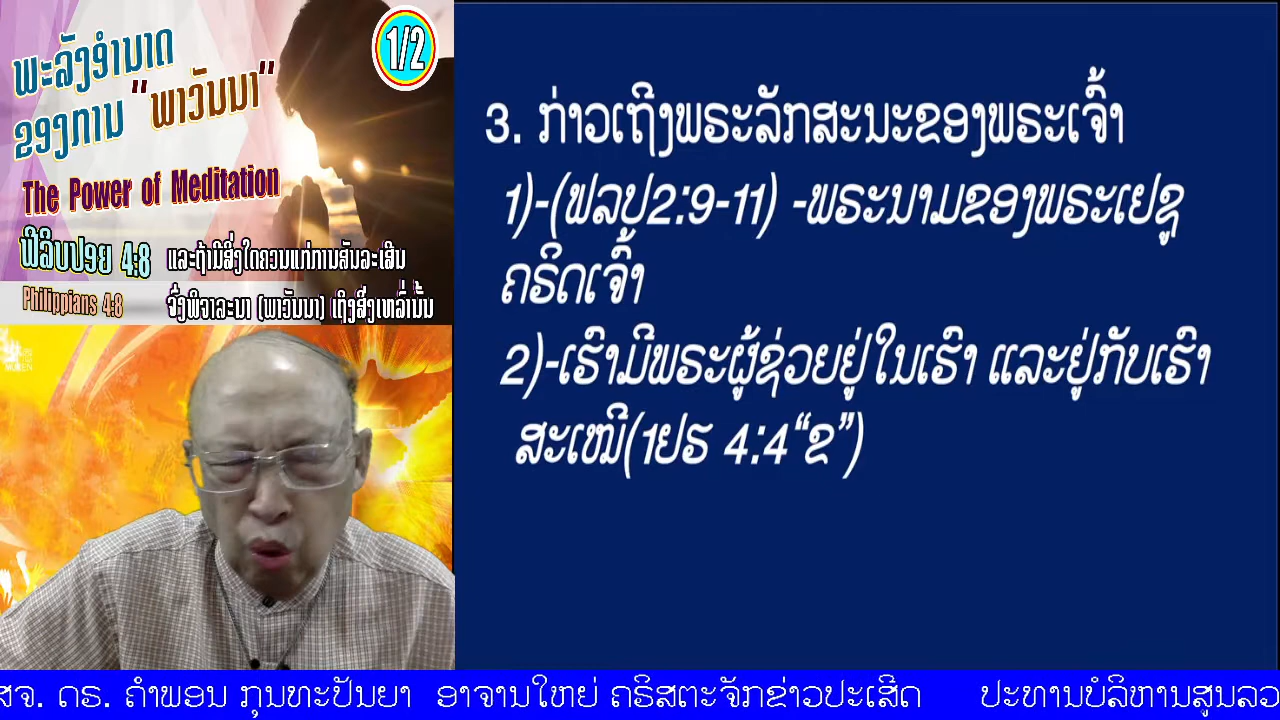 ພະລັງອຳນາດ
ຂອງການ "ພາວັນນາ"
1/2
The Power of Meditation
ຟີລິບປອຍ 4:8
ແລະຖ້າມີສິ່ງໃດຄວນແກ່ການສັນລະເສີນ
Philippians 4:8
ຈົ່ງພິຈາລະນາ (ພາວັນນາ) ເຖິງສິ່ງເຫລົ່ານັ້ນ
3. ກ່າວເຖິງພຣະລັກສະນະຂອງພຣະເຈົ້າ
1)-(ຟລປ2:9-11) -ພຣະນາມຂອງພຣະເຢຊູ
ຄຣິດເຈົ້າ
2)-ເຮົາມີພຣະຜູ້ຊ່ວຍຢູ່ໃນເຮົາ ແລະຢູ່ກັບເຮົາ
ສະເໝີ(1ຢຮ 4:4“ຂ”)
ສຈ. ດຣ. ຄຳພອນ ກຸນທະປັນຍາ ອາຈານໃຫຍ່ ຄຣິສຕະຈັກຂ່າວປະເສີດ ປະທານບໍລິຫານສູນລວ